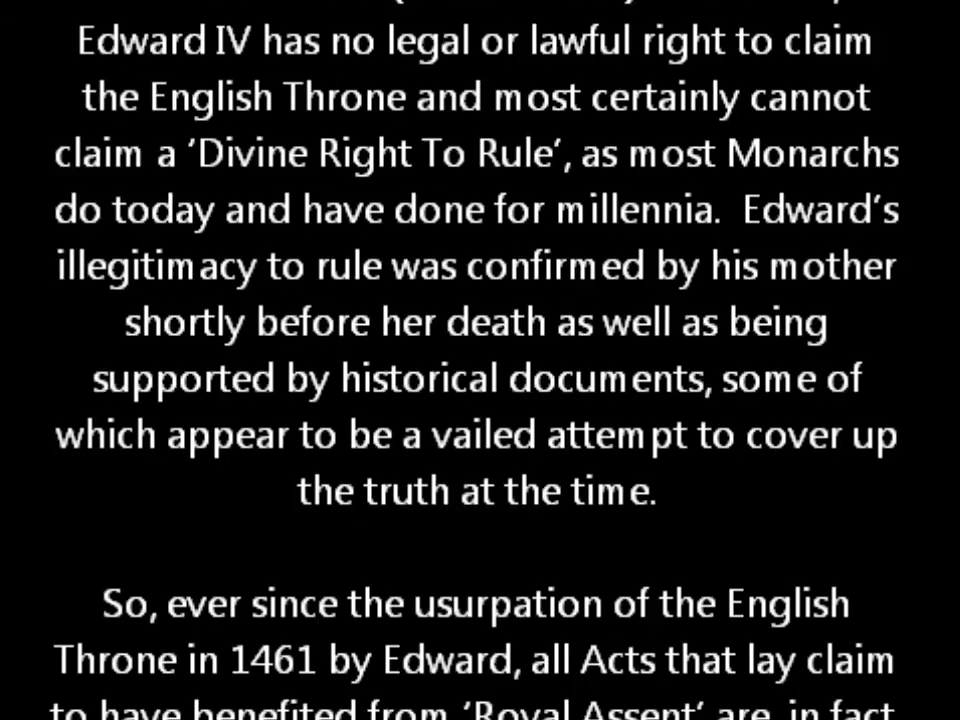 Edward IV has no legal or lawful right to claim
the English Throne and most certainly cannot
claim a ‘Divine Right To Rule‘, as most Monarchs
do today and have done for millennia.  Edward‘s
illegitimacy to rule was confirmed by his mother
shortly before her death as well as being
supported by historical documents, some of
which appear to be a vailed attempt to cover up
the truth at the time.
So, ever since the usurpation of the English
Throne in 1461 by Edward, all Acts that lay claim
to have benefited from ‘Royal Assent‘ are, in fact,